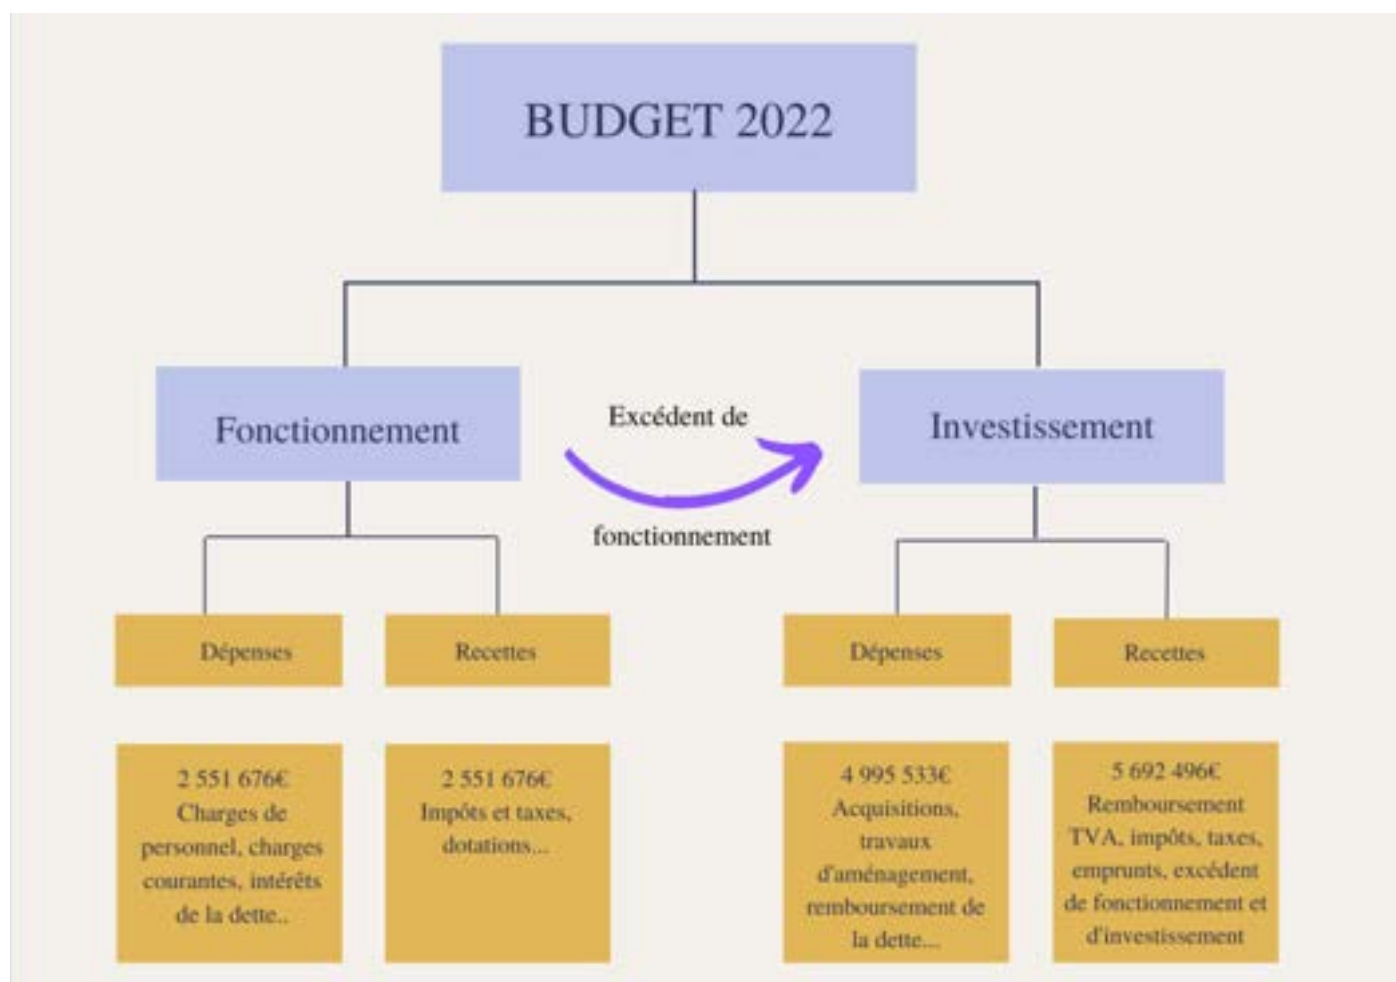 BUDGET 2022
Fonctionnement
Excédent de
fonctionnement
Investissement
Dépenses
Recettes
Dépenses
Recettes
2 551 676€
Charges de
personnel, charges
courantes, intérêts
de la dette..
2 551 676€
Impôts et taxes,
dotations...
4 995 533€
Acquisitions,
travaux
d'aménagement,
remboursement de
la dette...
5 692 496€
Remboursement
TVA, impôts, taxes,
emprunts, excédent
de fonctionnement et
d'investissement